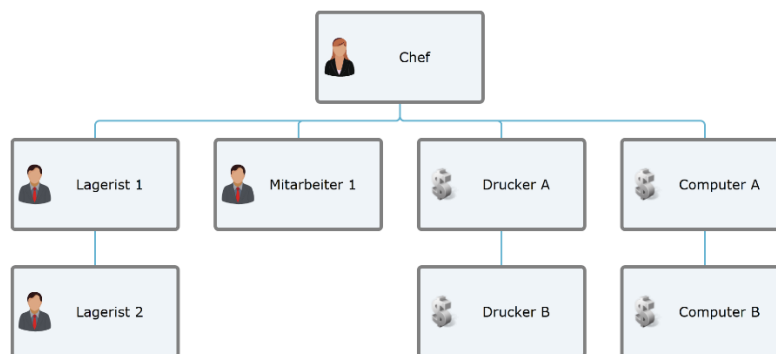 Chef
Lagerist 1
Mitarbeiter 1
Drucker A
Computer A
Lagerist 2
Drucker B
Computer B